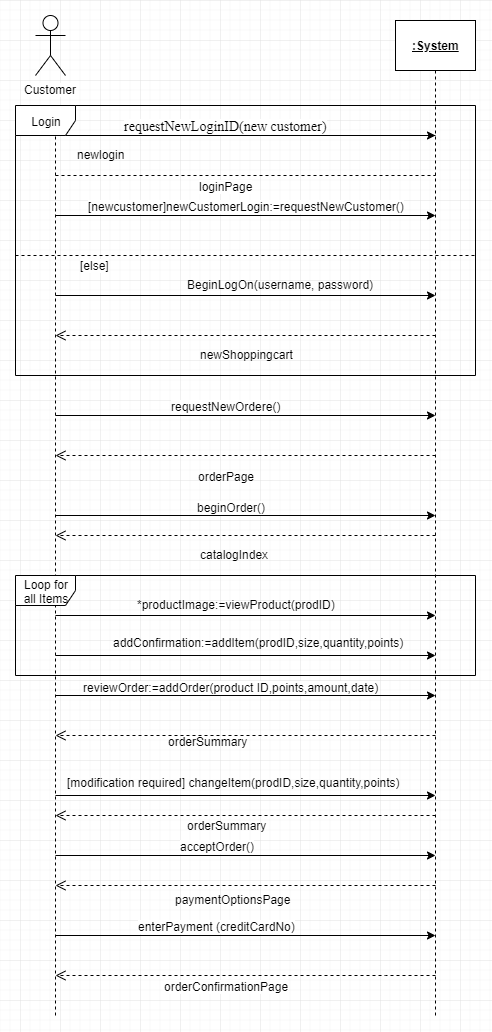 :System
Customer
Login
requestNewLoginID(new customer)
newlogin
loginPage
[newcustomer]newCustomerLogin:=requestNewCustomer()
[else]
BeginLogOn(username, password)
newShoppingcart
requestNewOrdere()
orderPage
beginOrder()
catalogIndex
Loop for
all Items
*productImage:=viewProduct(prodID)
addConfirmation:=addItem(prodID,size,quantity,points)
reviewOrder:=addOrder(product ID,points,amount,date)
orderSummary
[modification required] changeItem(prodID,size,quantity,points)
orderSummary
acceptOrder()
paymentOptionsPage
enterPayment (creditCardNo)
orderConfirmationPage